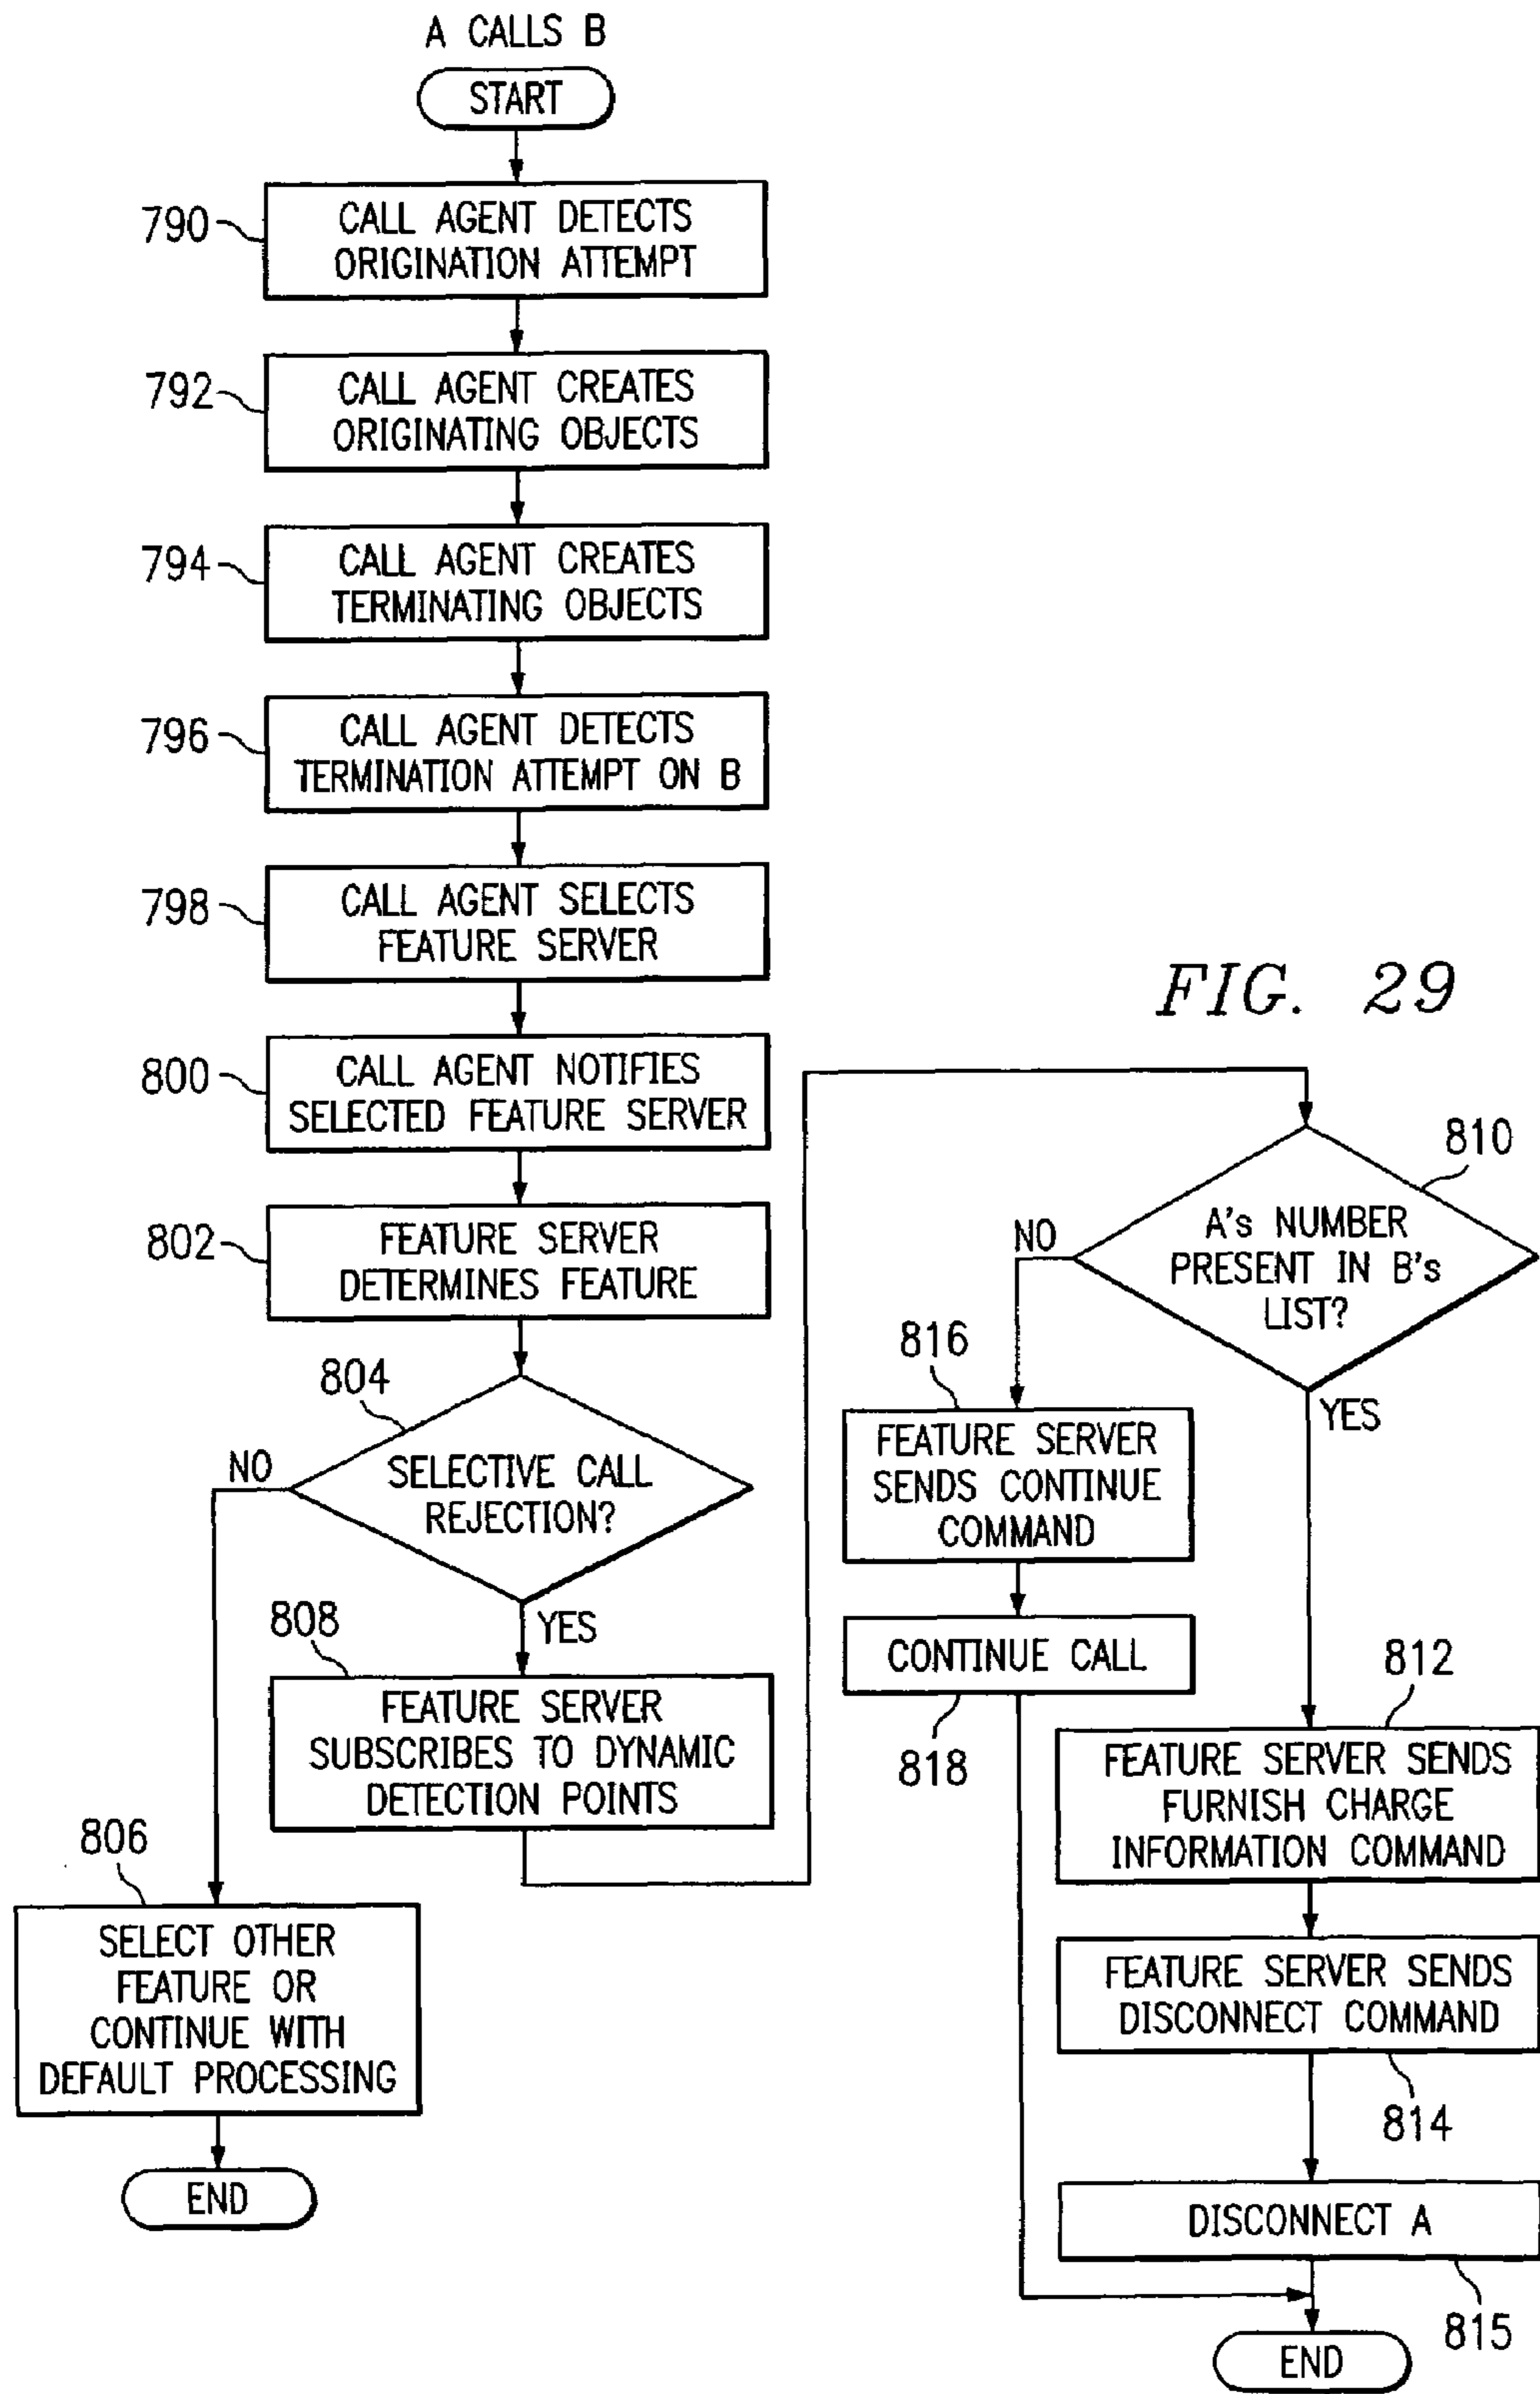 A CALLS B
START
790
CALL AGENT DETECTS
ORIGINATION ATTEMPT
792
CALL AGENT CREATES
ORIGINATING OBJECTS
794
CALL AGENT CREATES
TERMINATING OBJECTS
796
CALL AGENT DETECTS
TERMINATION ATTEMPT ON B
798
CALL AGENT SELECTS
FEATURE SERVER
800
CALL AGENT NOTIFIES
SELECTED FEATURE SERVER
802
FEATURE SERVER
DETERMINES FEATURE
804
NO
SELECTIVE CALL
REJECTION?
YES
808
FEATURE SERVER
SUBSCRIBES TO DYNAMIC
DETECTION POINTS
806
SELECT OTHER
FEATURE OR
CONTINUE WITH
DEFAULT PROCESSING
END
FIG. 29
810
NO
A's NUMBER
PRESENT IN B's
LIST?
YES
816
FEATURE SERVER
SENDS CONTINUE
COMMAND
CONTINUE CALL
818
812
FEATURE SERVER SENDS
FURNISH CHARGE
INFORMATION COMMAND
FEATURE SERVER SENDS
DISCONNECT COMMAND
814
DISCONNECT A
815
END